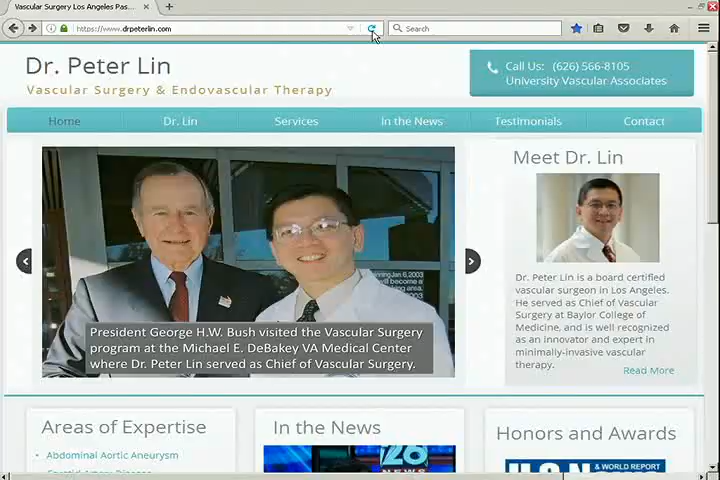 Vascular Surgery Los Angeles Pas...
https://www.drpeterlin.com
Search
Dr. Peter Lin
Vascular Surgery & Endovascular Therapy
Call Us: (626) 566-8105
University Vascular Associates
Home
Dr. Lin
Services
In the News
Testimonials
Contact
President George H.W. Bush visited the Vascular Surgery
program at the Michael E. DeBakey VA Medical Center
where Dr. Peter Lin served as Chief of Vascular Surgery.
Meet Dr. Lin
Dr. Peter Lin is a board certified
vascular surgeon in Los Angeles.
He served as Chief of Vascular
Surgery at Baylor College of
Medicine, and is well recognized
as an innovator and expert in
minimally-invasive vascular
therapy.
Read More
Areas of Expertise
Abdominal Aortic Aneurysm
In the News
26
NEWS
Honors and Awards
U.S. News
& WORLD REPORT